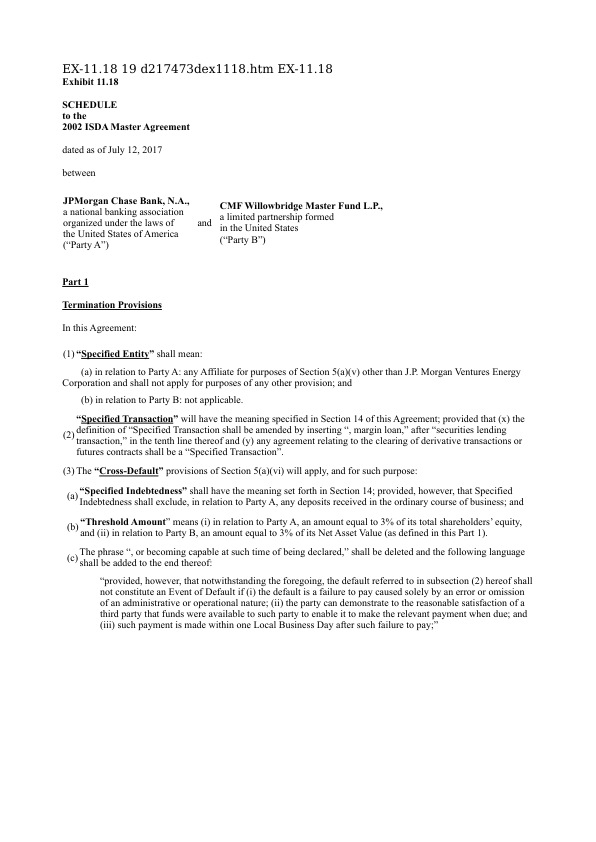 EX-11.18 19 d217473dex1118.htm EX-11.18
Exhibit 11.18
SCHEDULE
to the
2002 ISDA Master Agreement
dated as of July 12, 2017
between
JPMorgan Chase Bank, N.A.,
a national banking association
organized under the laws of
the United States of America
(“Party A”)
and
CMF Willowbridge Master Fund L.P.,
a limited partnership formed
in the United States
(“Party B”)
Part 1
Termination Provisions
In this Agreement:
(1) “Specified Entity” shall mean:
(a) in relation to Party A: any Affiliate for purposes of Section 5(a)(v) other than J.P. Morgan Ventures Energy
Corporation and shall not apply for purposes of any other provision; and
(b) in relation to Party B: not applicable.
(2) “Specified Transaction” will have the meaning specified in Section 14 of this Agreement; provided that (x) the
definition of “Specified Transaction shall be amended by inserting “, margin loan,” after “securities lending
transaction,” in the tenth line thereof and (y) any agreement relating to the clearing of derivative transactions or
futures contracts shall be a “Specified Transaction”.
(3) The “Cross-Default” provisions of Section 5(a)(vi) will apply, and for such purpose:
(a) “Specified Indebtedness” shall have the meaning set forth in Section 14; provided, however, that Specified
Indebtedness shall exclude, in relation to Party A, any deposits received in the ordinary course of business; and
(b) “Threshold Amount” means (i) in relation to Party A, an amount equal to 3% of its total shareholders’ equity,
and (ii) in relation to Party B, an amount equal to 3% of its Net Asset Value (as defined in this Part 1).
(c) The phrase “, or becoming capable at such time of being declared,” shall be deleted and the following language
shall be added to the end thereof:
“provided, however, that notwithstanding the foregoing, the default referred to in subsection (2) hereof shall
not constitute an Event of Default if (i) the default is a failure to pay caused solely by an error or omission
of an administrative or operational nature; (ii) the party can demonstrate to the reasonable satisfaction of a
third party that funds were available to such party to enable it to make the relevant payment when due; and
(iii) such payment is made within one Local Business Day after such failure to pay;”